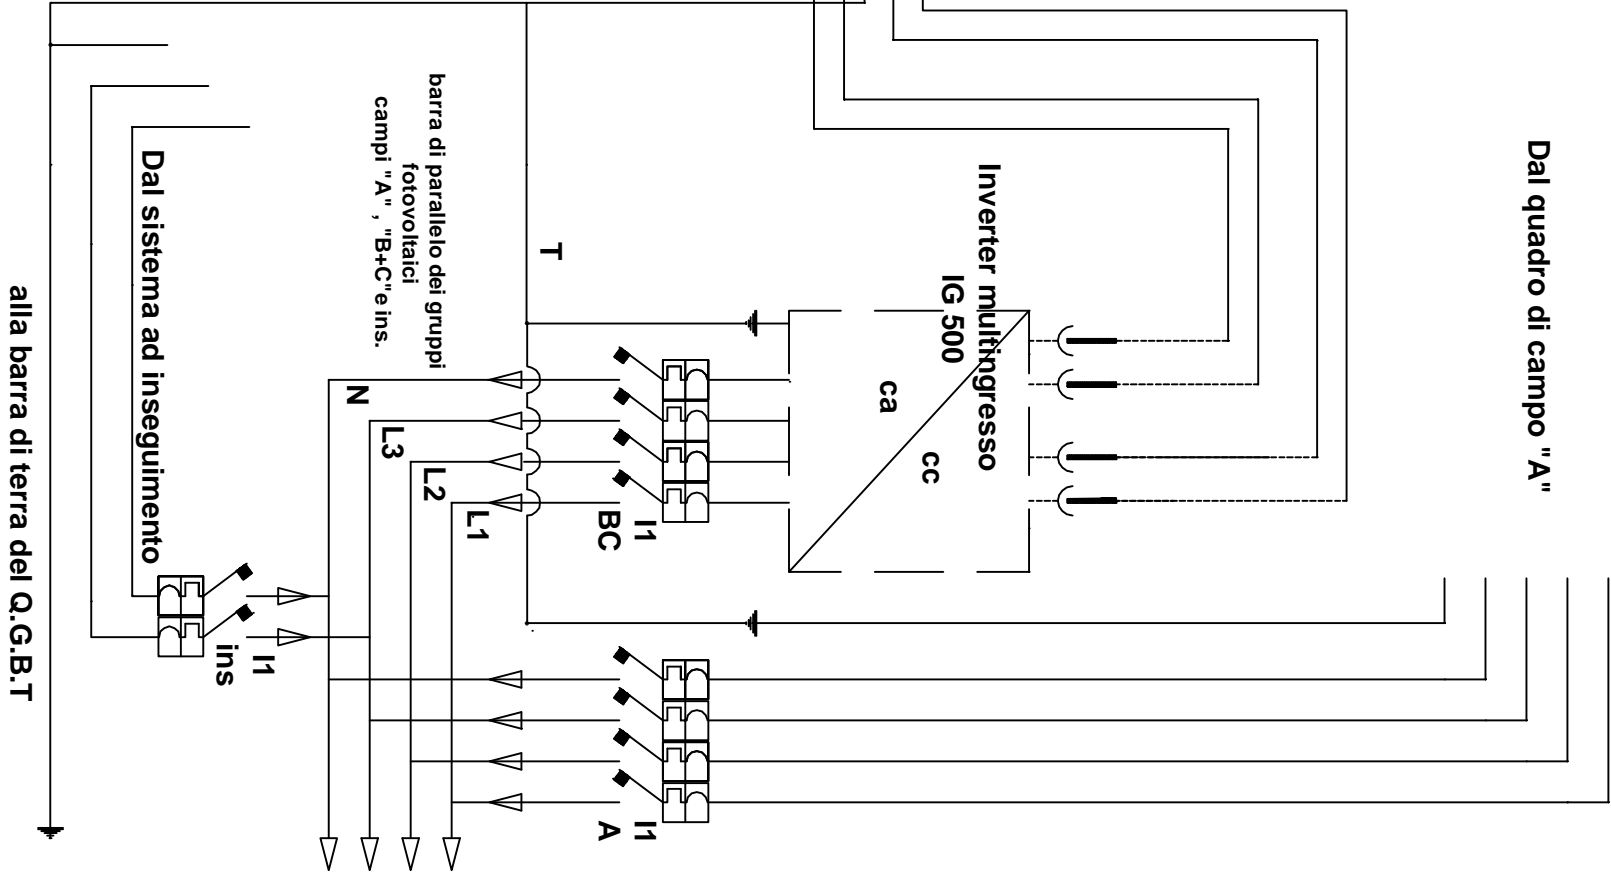 Dal quadro di campo "A"
Inverter multingresso
IG 500
ca
cc
T
barra di parallelo dei gruppi
fotovoltaici
campi "A" , "B+C"e ins.
N
L3
L2
L1
I1
BC
Dal sistema ad inseguimento
I1
ins
I1
A
alla barra di terra del Q.G.B.T